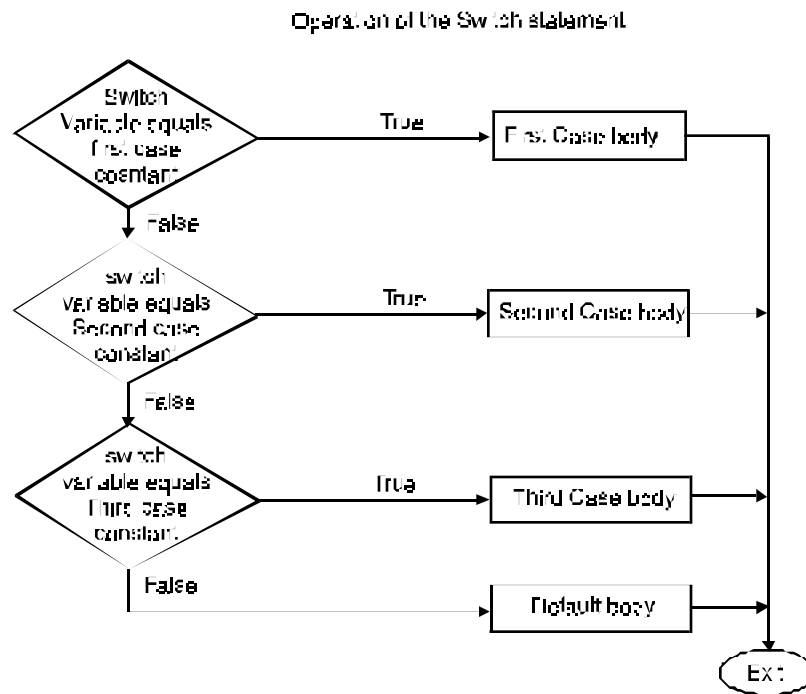 Operation of the Switch statement
Switch
Variable equals
first case
constant
True
First Case body
False
switch
variable equals
Second case
constant
True
Second Case body
False
switch
variable equals
Third case
constant
True
Third Case body
False
Default body
Exit